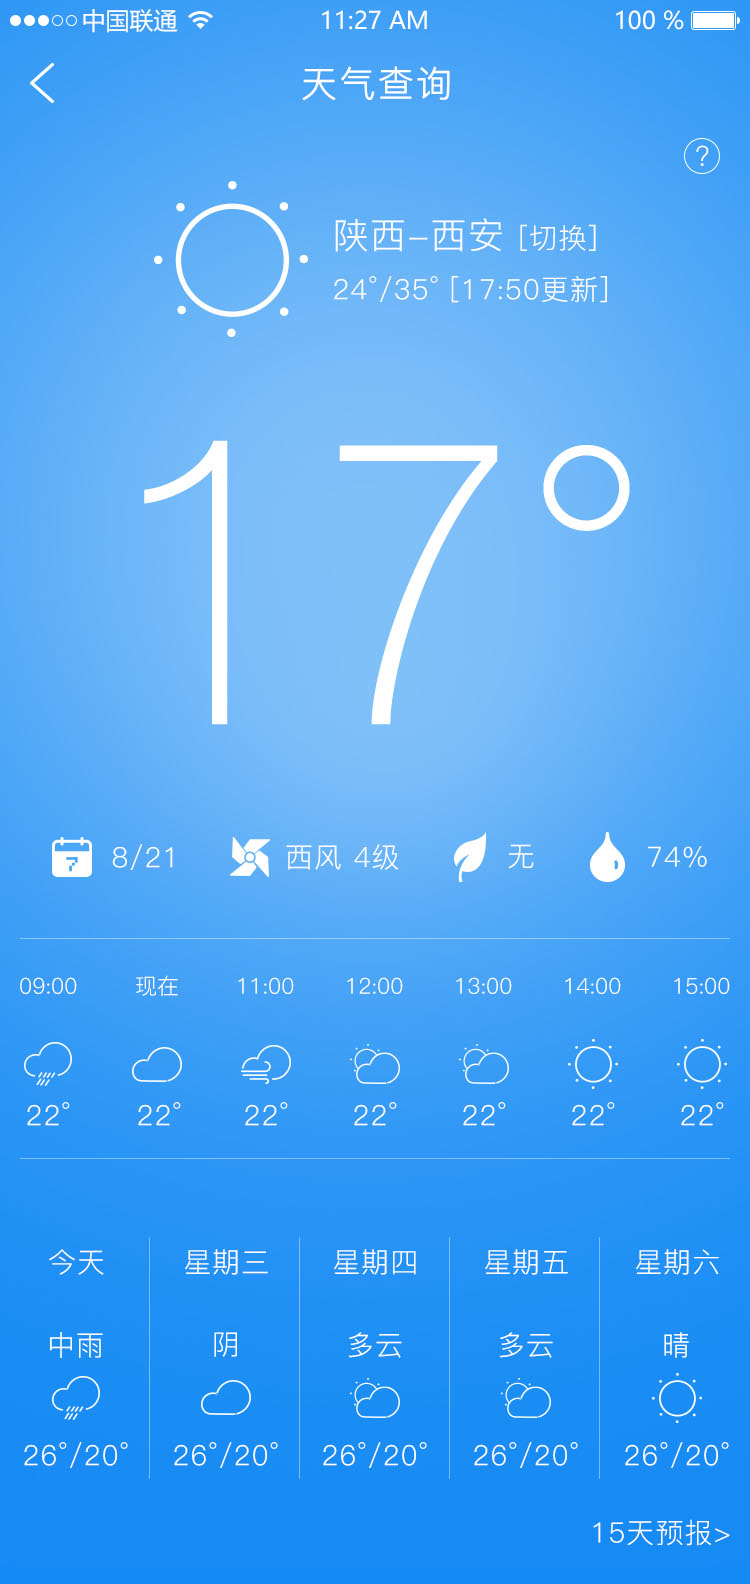 中国联通 11:27 AM 100 %
天气查询
?
陕西-西安 [切换]
24°/35° [17:50更新]
17°
7 8/21 西风 4级 无 74%
09:00 现在 11:00 12:00 13:00 14:00 15:00
22° 22° 22° 22° 22° 22° 22°
今天 星期三 星期四 星期五 星期六
中雨 阴 多云 多云 晴
26°/20° 26°/20° 26°/20° 26°/20° 26°/20°
15天预报>